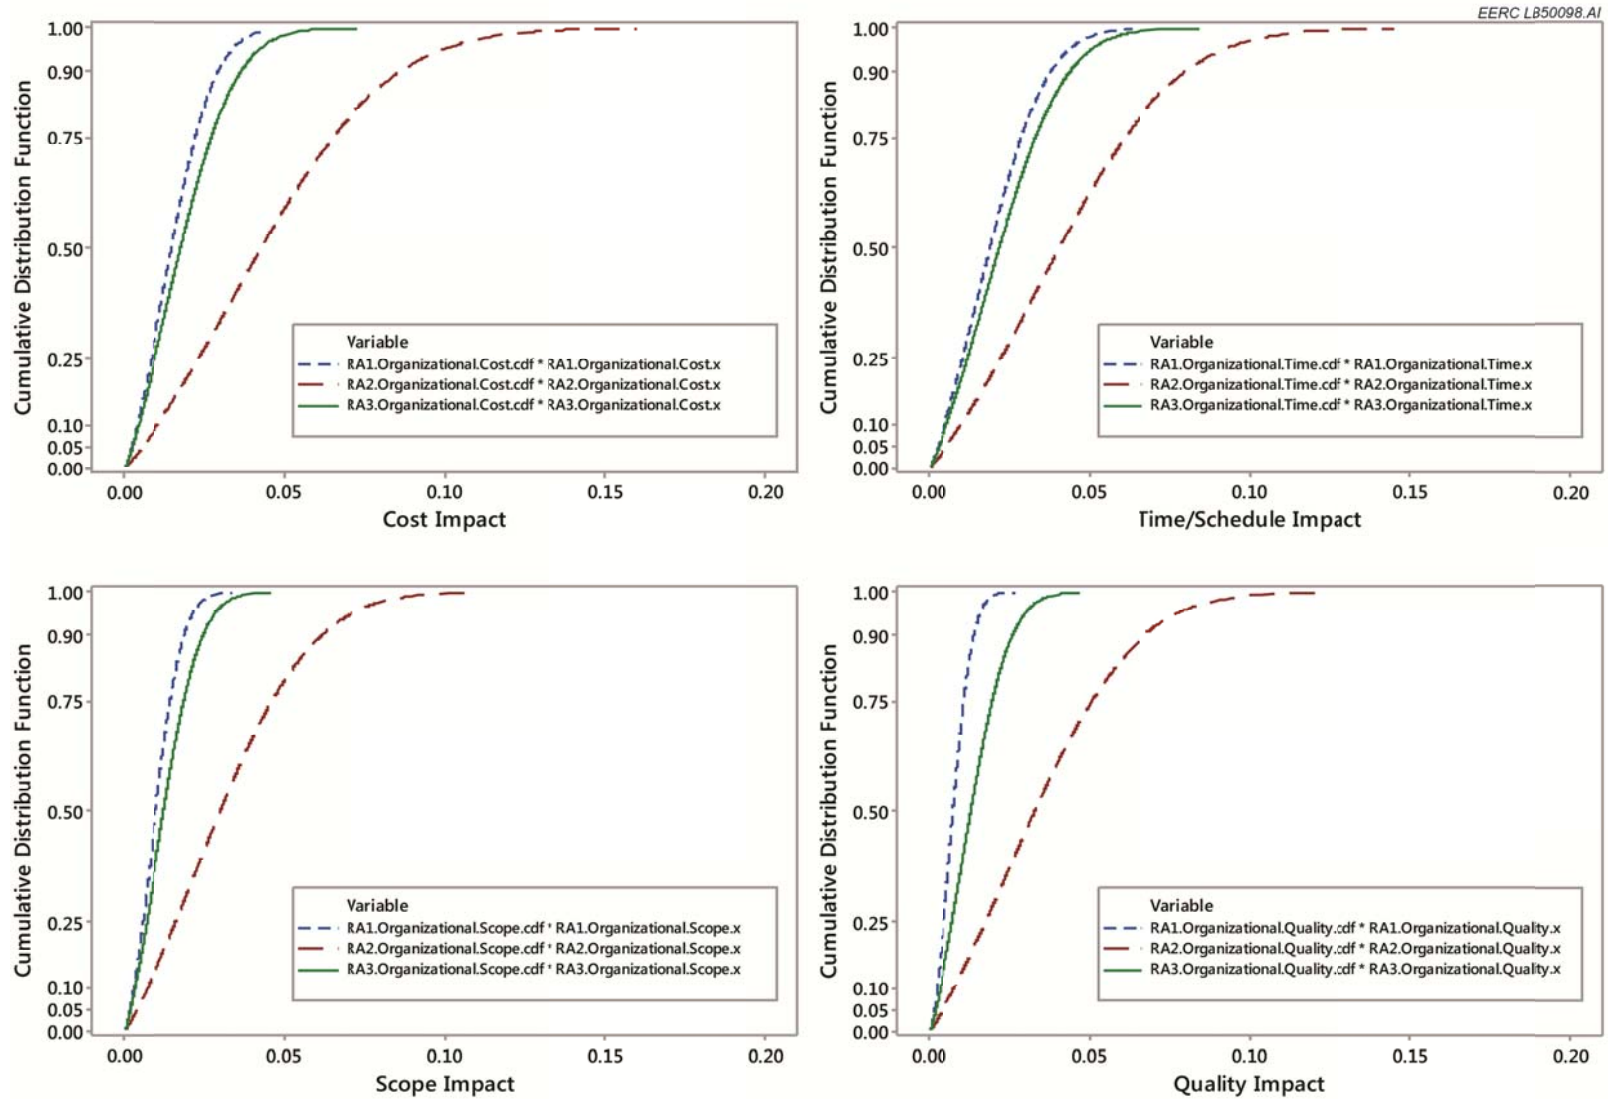 EERC LB50098.AI
Cumulative Distribution Function
1.00
0.90
0.75
0.50
0.25
0.10
0.05
0.00
Variable
RA1.Organizational.Cost.cdf * RA1.Organizational.Cost.x
RA2.Organizational.Cost.cdf * RA2.Organizational.Cost.x
RA3.Organizational.Cost.cdf * RA3.Organizational.Cost.x
0.00 0.05 0.10 0.15 0.20
Cost Impact
Cumulative Distribution Function
1.00
0.90
0.75
0.50
0.25
0.10
0.05
0.00
Variable
RA1.Organizational.Time.cdf * RA1.Organizational.Time.x
RA2.Organizational.Time.cdf * RA2.Organizational.Time.x
RA3.Organizational.Time.cdf * RA3.Organizational.Time.x
0.00 0.05 0.10 0.15 0.20
Time/Schedule Impact
Cumulative Distribution Function
1.00
0.90
0.75
0.50
0.25
0.10
0.05
0.00
Variable
RA1.Organizational.Scope.cdf * RA1.Organizational.Scope.x
RA2.Organizational.Scope.cdf * RA2.Organizational.Scope.x
RA3.Organizational.Scope.cdf * RA3.Organizational.Scope.x
0.00 0.05 0.10 0.15 0.20
Scope Impact
Cumulative Distribution Function
1.00
0.90
0.75
0.50
0.25
0.10
0.05
0.00
Variable
RA1.Organizational.Quality.cdf * RA1.Organizational.Quality.x
RA2.Organizational.Quality.cdf * RA2.Organizational.Quality.x
RA3.Organizational.Quality.cdf * RA3.Organizational.Quality.x
0.00 0.05 0.10 0.15 0.20
Quality Impact